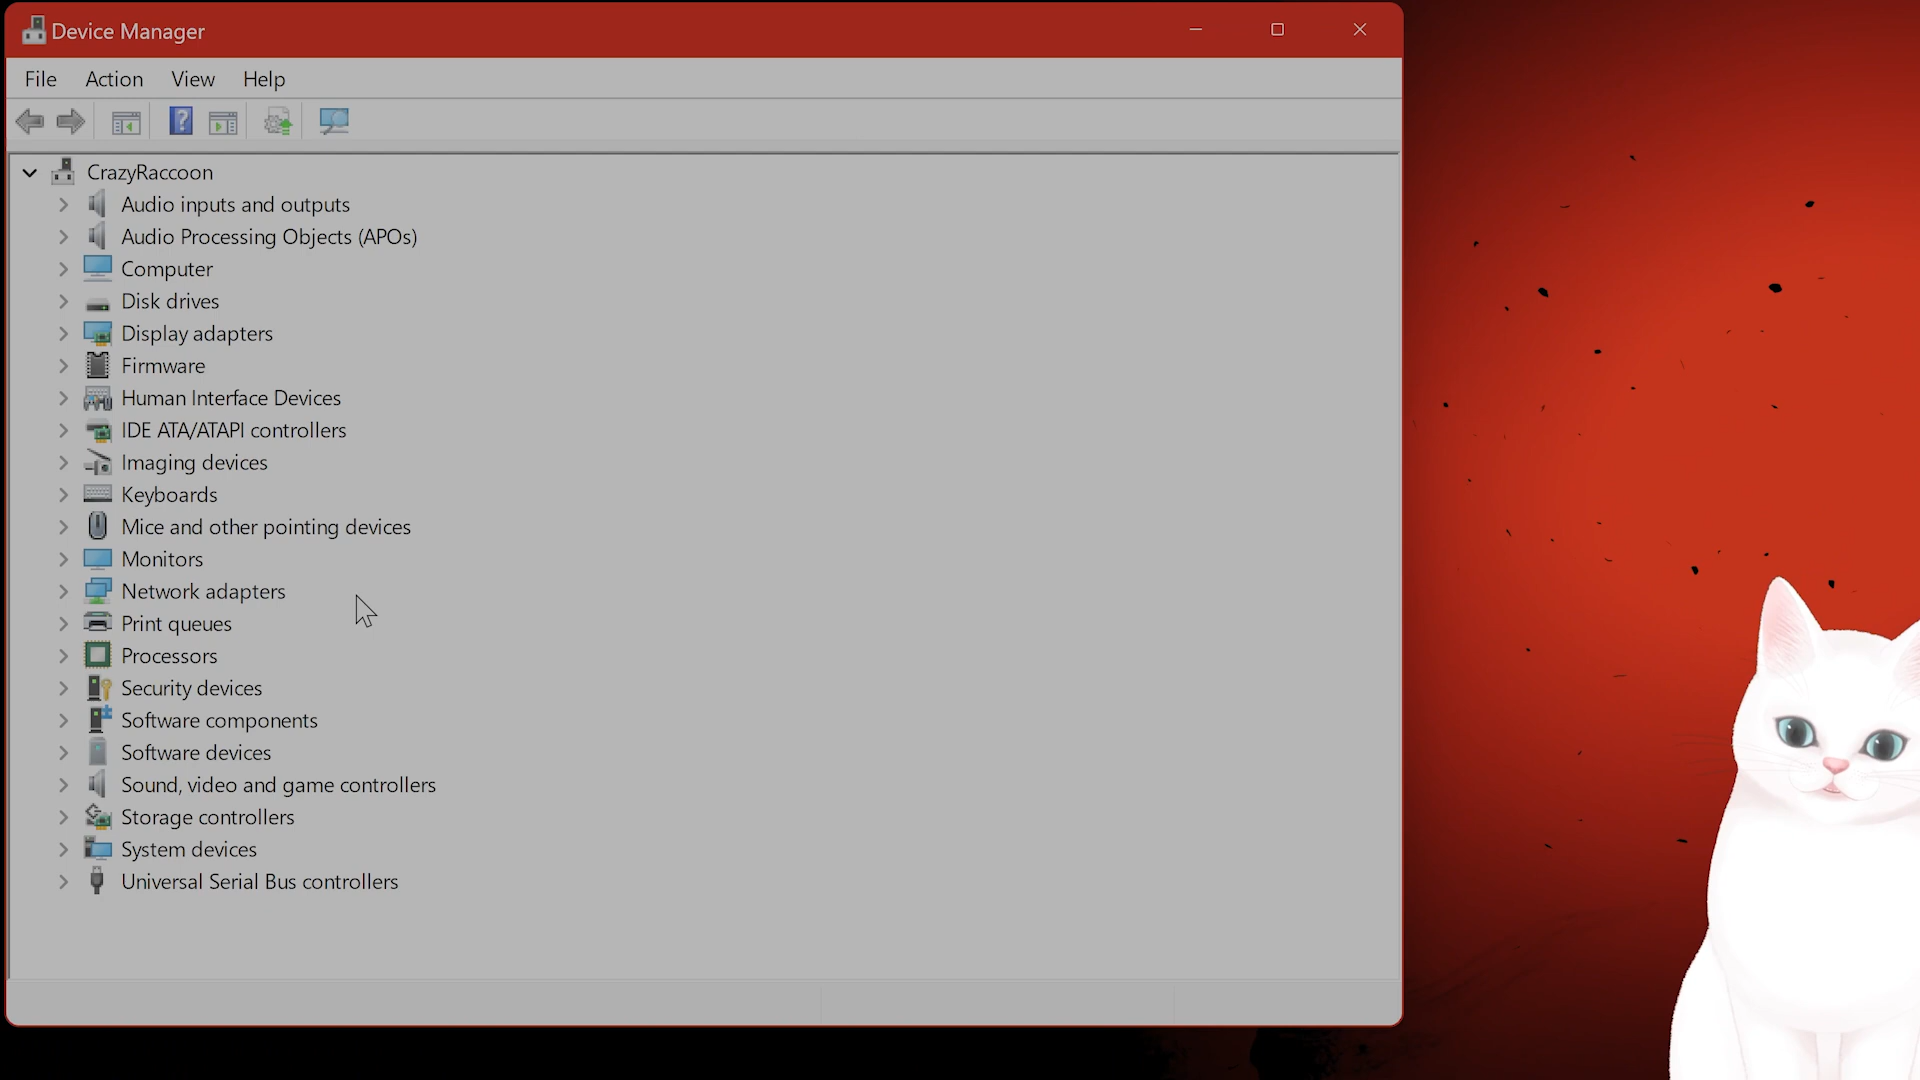 Device Manager
File Action View Help
CrazyRaccoon
Audio inputs and outputs
Audio Processing Objects (APOs)
Computer
Disk drives
Display adapters
Firmware
Human Interface Devices
IDE ATA/ATAPI controllers
Imaging devices
Keyboards
Mice and other pointing devices
Monitors
Network adapters
Print queues
Processors
Security devices
Software components
Software devices
Sound, video and game controllers
Storage controllers
System devices
Universal Serial Bus controllers